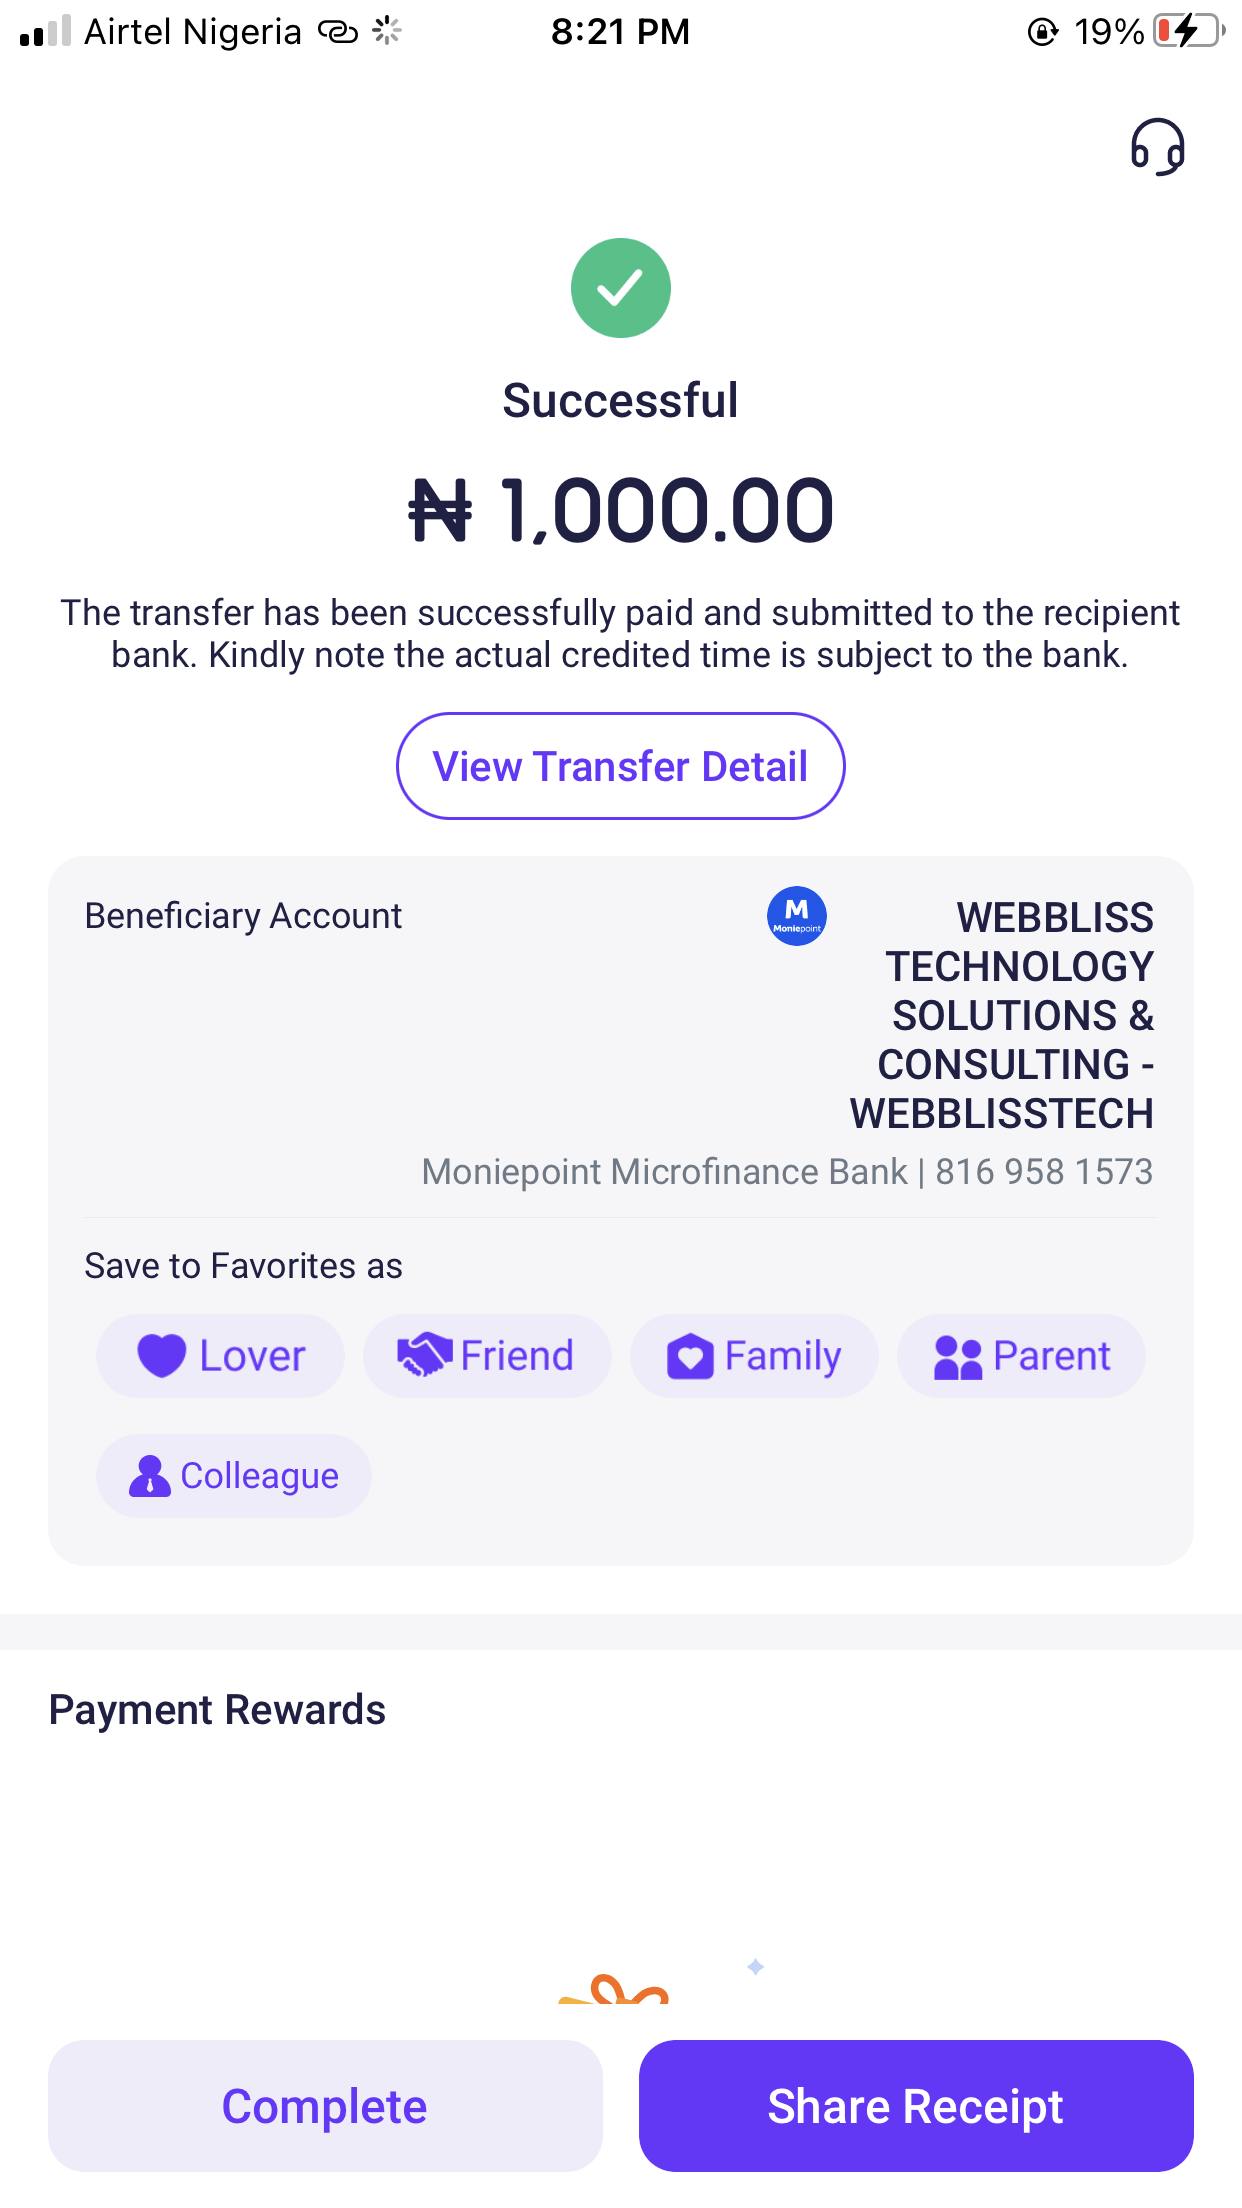 Airtel Nigeria
8:21 PM
19%
Successful
₦ 1,000.00
The transfer has been successfully paid and submitted to the recipient
bank. Kindly note the actual credited time is subject to the bank.
View Transfer Detail
Beneficiary Account
M
Moniepoint
WEBBLISS
TECHNOLOGY
SOLUTIONS &
CONSULTING -
WEBBLISSTECH
Moniepoint Microfinance Bank | 816 958 1573
Save to Favorites as
Lover
Friend
Family
Parent
Colleague
Payment Rewards
Complete
Share Receipt